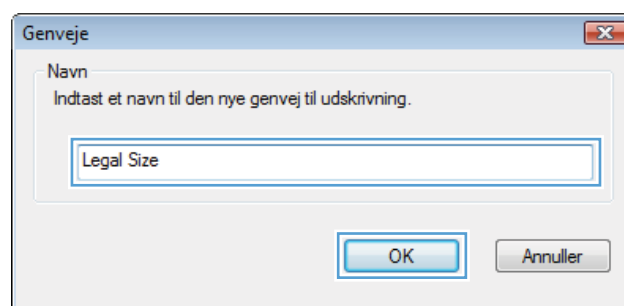 Genveje
Navn
Indtast et navn til den nye genvej til udskrivning.
Legal Size
OK
Annuller